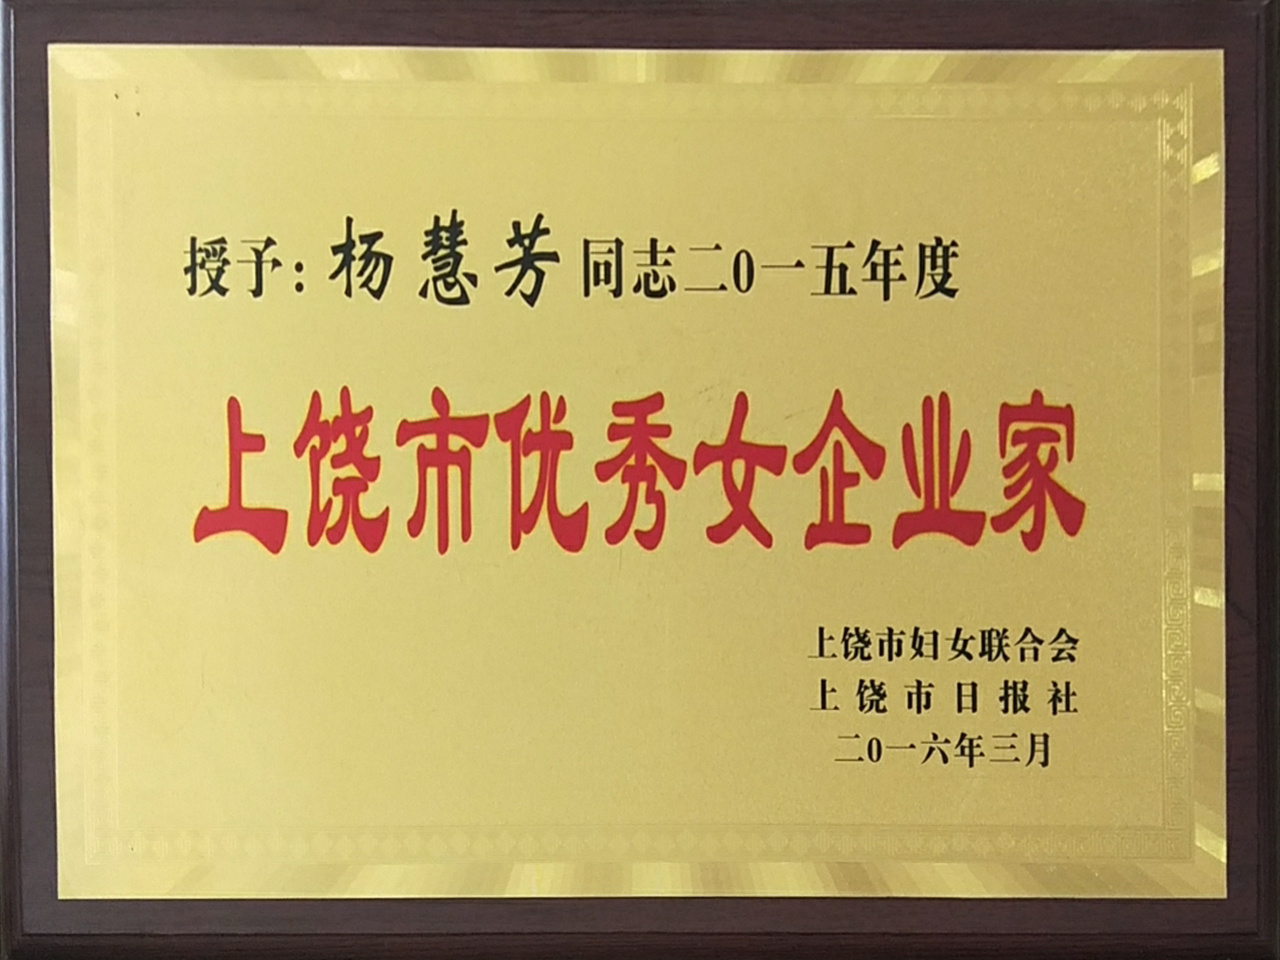 授予:杨慧芳同志二0一五年度
上饶市优秀女企业家
上饶市妇女联合会
上饶市日报社
二0一六年三月